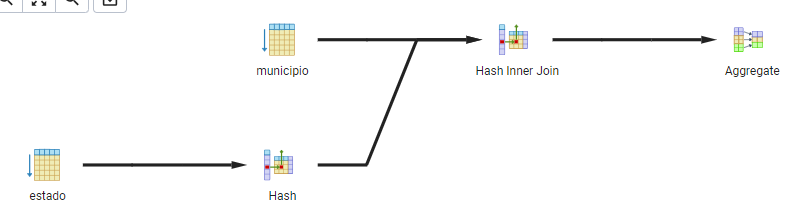 municipio
Hash Inner Join
Aggregate
estado
Hash